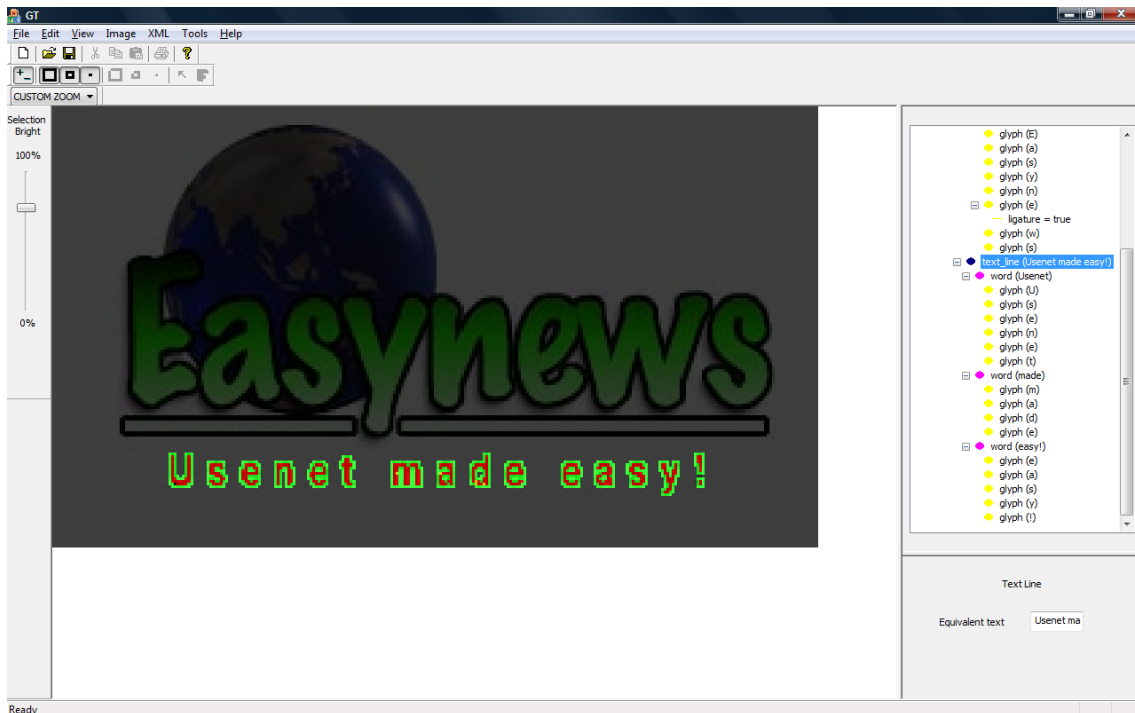 GT
File Edit View Image XML Tools Help
CUSTOM ZOOM
Selection
Bright
100%
0%
Easynews
Usenet made easy!
glyph (E)
glyph (a)
glyph (s)
glyph (y)
glyph (n)
glyph (e)
ligature = true
glyph (w)
glyph (s)
text_line (Usenet made easy!)
word (Usenet)
glyph (U)
glyph (s)
glyph (e)
glyph (n)
glyph (e)
glyph (t)
word (made)
glyph (m)
glyph (a)
glyph (d)
glyph (e)
word (easy!)
glyph (e)
glyph (a)
glyph (s)
glyph (y)
glyph (!)
Text Line
Equivalent text Usenet ma
Ready